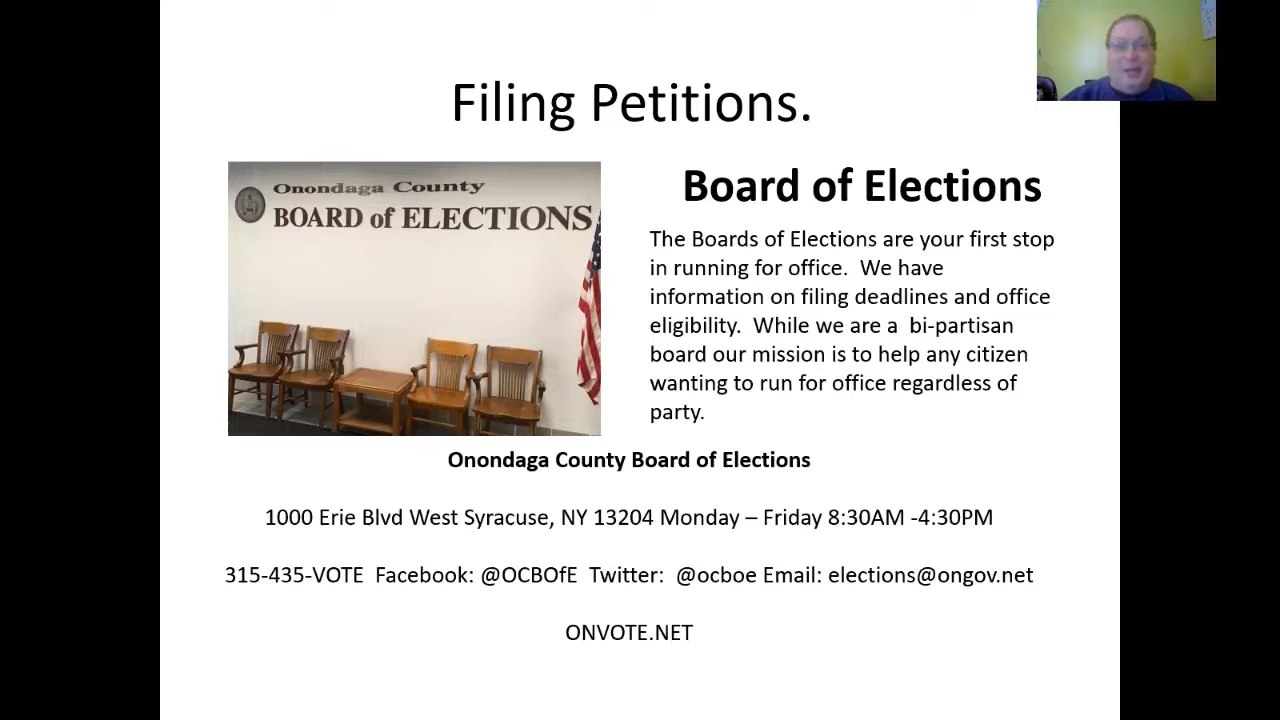 Filing Petitions.
Onondaga County
BOARD of ELECTIONS
Board of Elections
The Boards of Elections are your first stop
in running for office.  We have
information on filing deadlines and office
eligibility.  While we are a  bi-partisan
board our mission is to help any citizen
wanting to run for office regardless of
party.
Onondaga County Board of Elections
1000 Erie Blvd West Syracuse, NY 13204 Monday – Friday 8:30AM -4:30PM
315-435-VOTE  Facebook: @OCBOfE  Twitter:  @ocboe Email: elections@ongov.net
ONVOTE.NET